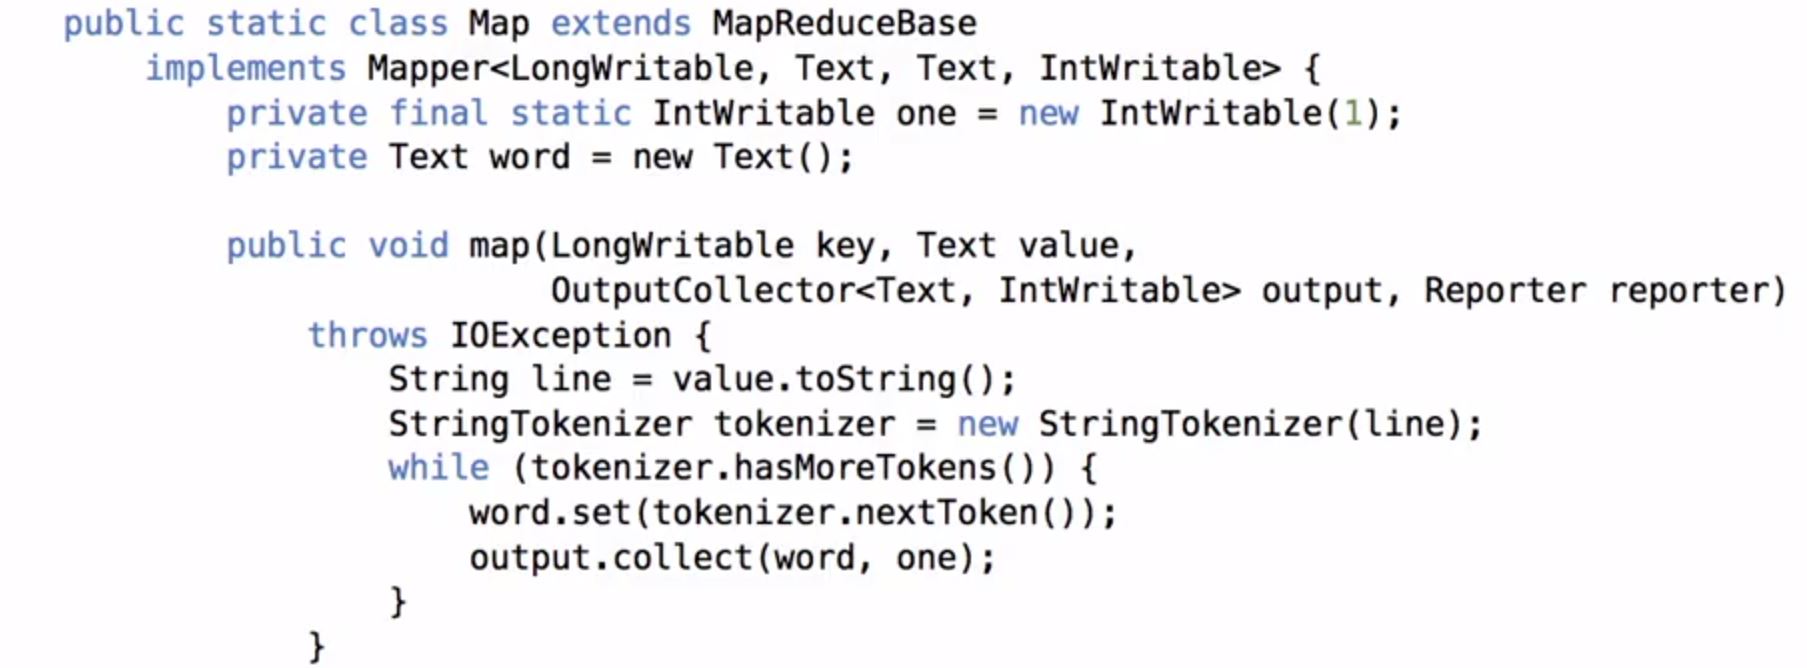 public static class Map extends MapReduceBase
implements Mapper<LongWritable, Text, Text, IntWritable> {
private final static IntWritable one = new IntWritable(1);
private Text word = new Text();
public void map(LongWritable key, Text value,
OutputCollector<Text, IntWritable> output, Reporter reporter)
throws IOException {
String line = value.toString();
StringTokenizer tokenizer = new StringTokenizer(line);
while (tokenizer.hasMoreTokens()) {
word.set(tokenizer.nextToken());
output.collect(word, one);
}
}